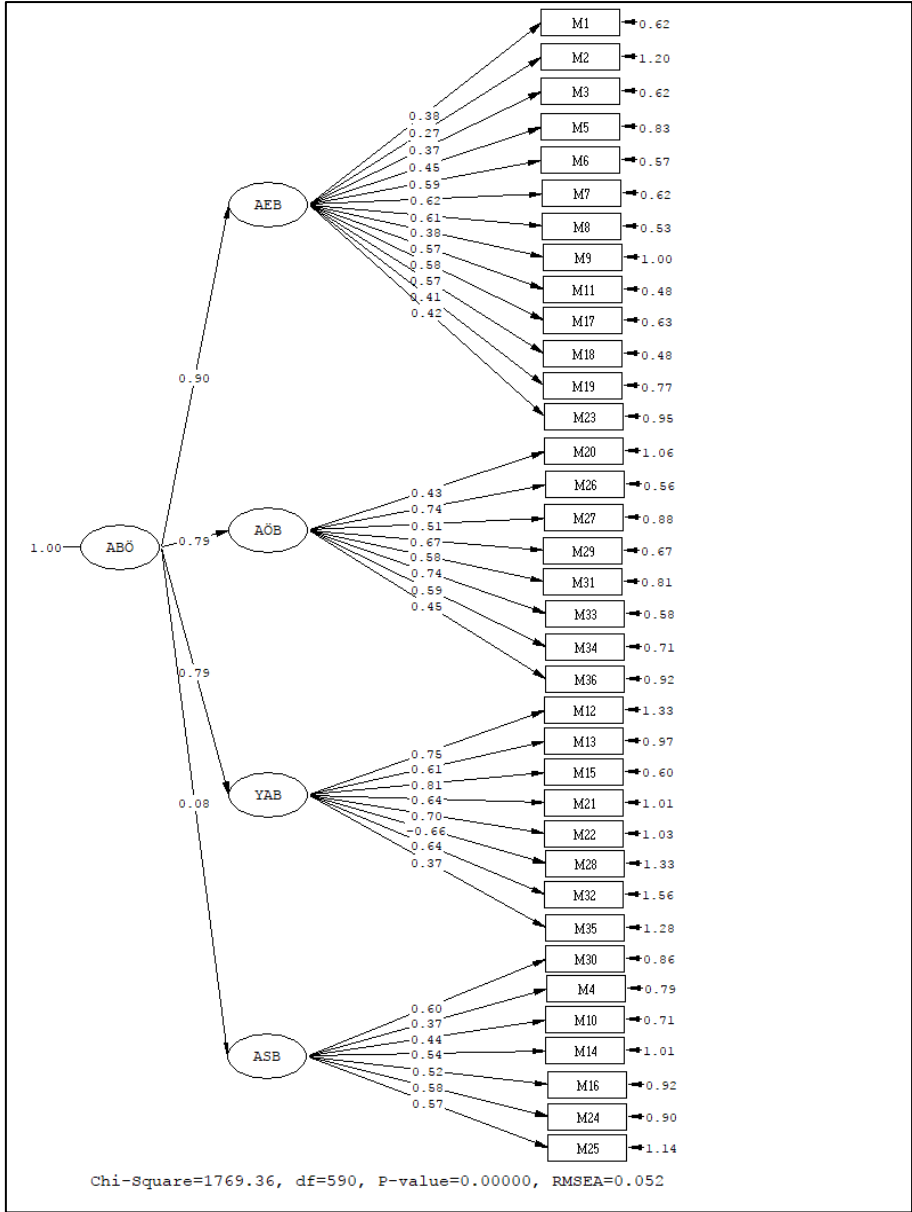 M1 0.62
M2 1.20
M3 0.62
M5 0.83
M6 0.57
M7 0.62
M8 0.53
M9 1.00
M11 0.48
M17 0.63
M18 0.48
M19 0.77
M23 0.95
0.38
0.27
0.37
0.45
0.59
0.62
0.61
0.38
0.57
0.58
0.57
0.41
0.42
AEB
0.90
M20 1.06
M26 0.56
M27 0.88
M29 0.67
M31 0.81
M33 0.58
M34 0.71
M36 0.92
0.43
0.74
0.51
0.67
0.58
0.74
0.59
0.45
AÖB
0.79
1.00 ABÖ
0.79
M12 1.33
M13 0.97
M15 0.60
M21 1.01
M22 1.03
M28 1.33
M32 1.56
M35 1.28
0.75
0.61
0.81
0.64
0.70
-0.66
0.64
0.37
YAB
0.08
M30 0.86
M4 0.79
M10 0.71
M14 1.01
M16 0.92
M24 0.90
M25 1.14
0.60
0.37
0.44
0.54
0.52
0.58
0.57
ASB
Chi-Square=1769.36, df=590, P-value=0.00000, RMSEA=0.052